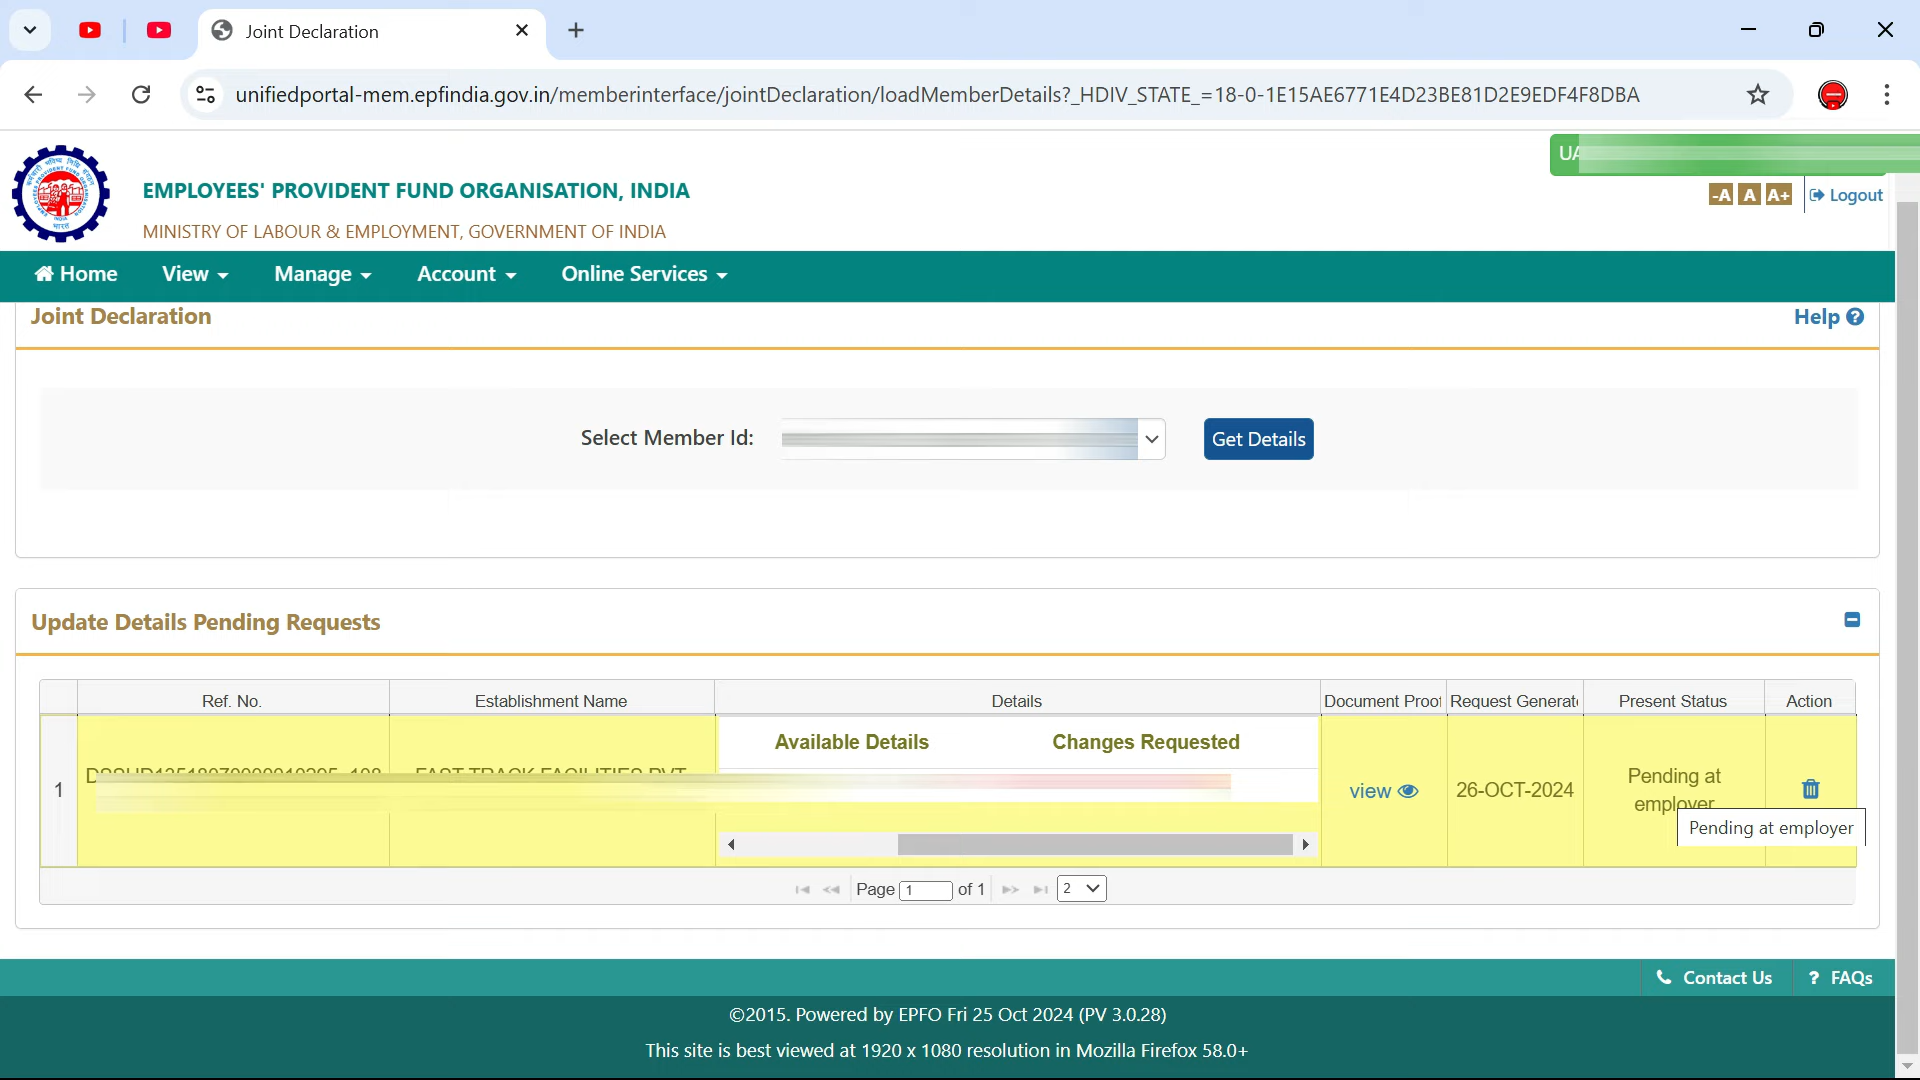 Joint Declaration
unifiedportal-mem.epfindia.gov.in/memberinterface/jointDeclaration/loadMemberDetails?_HDIV_STATE_=18-0-1E15AE6771E4D23BE81D2E9EDF4F8DBA
UA
EMPLOYEES' PROVIDENT FUND ORGANISATION, INDIA
-A A A+ Logout
MINISTRY OF LABOUR & EMPLOYMENT, GOVERNMENT OF INDIA
Home View Manage Account Online Services
Joint Declaration Help
Select Member Id: Get Details
Update Details Pending Requests
Ref. No. Establishment Name Details Document Proof Request Generat Present Status Action
Available Details Changes Requested
FAST TRACK FACILITIES PVT
1 view 26-OCT-2024 Pending at
employer
Pending at employer
Page 1 of 1 2
Contact Us ? FAQs
©2015. Powered by EPFO Fri 25 Oct 2024 (PV 3.0.28)
This site is best viewed at 1920 x 1080 resolution in Mozilla Firefox 58.0+